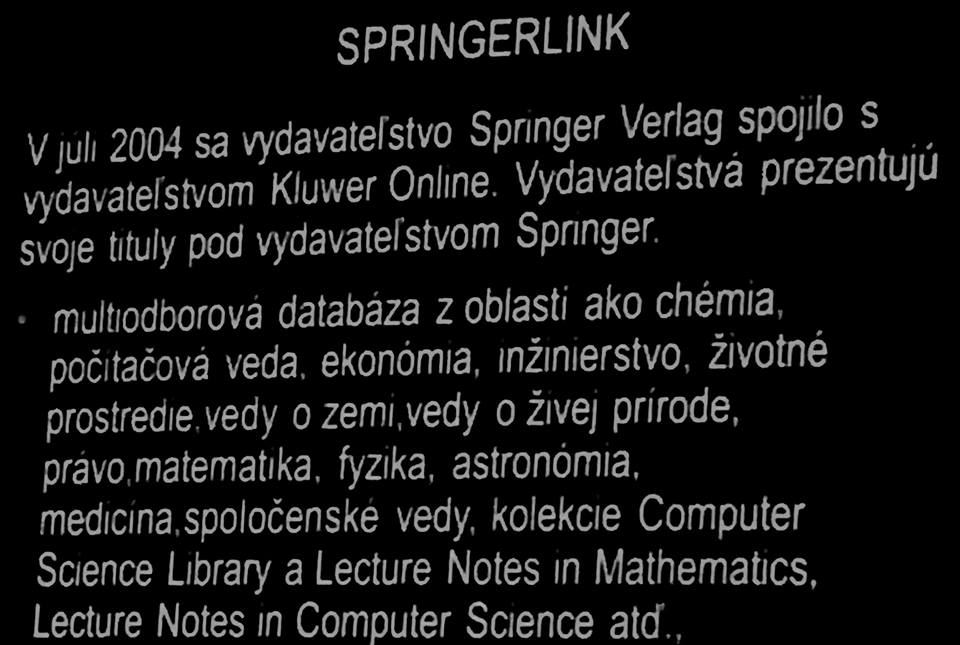 SPRINGERLINK
V júli 2004 sa vydavateľstvo Springer Verlag spojilo s
vydavateľstvom Kluwer Online. Vydavateľstvá prezentujú
svoje tituly pod vydavateľstvom Springer.
• multiodborová databáza z oblasti ako chémia,
počítačová veda, ekonómia, inžinierstvo, životné
prostredie,vedy o zemi,vedy o živej prírode,
právo,matematika, fyzika, astronómia,
medicína,spoločenské vedy, kolekcie Computer
Science Library a Lecture Notes in Mathematics,
Lecture Notes in Computer Science atď.,